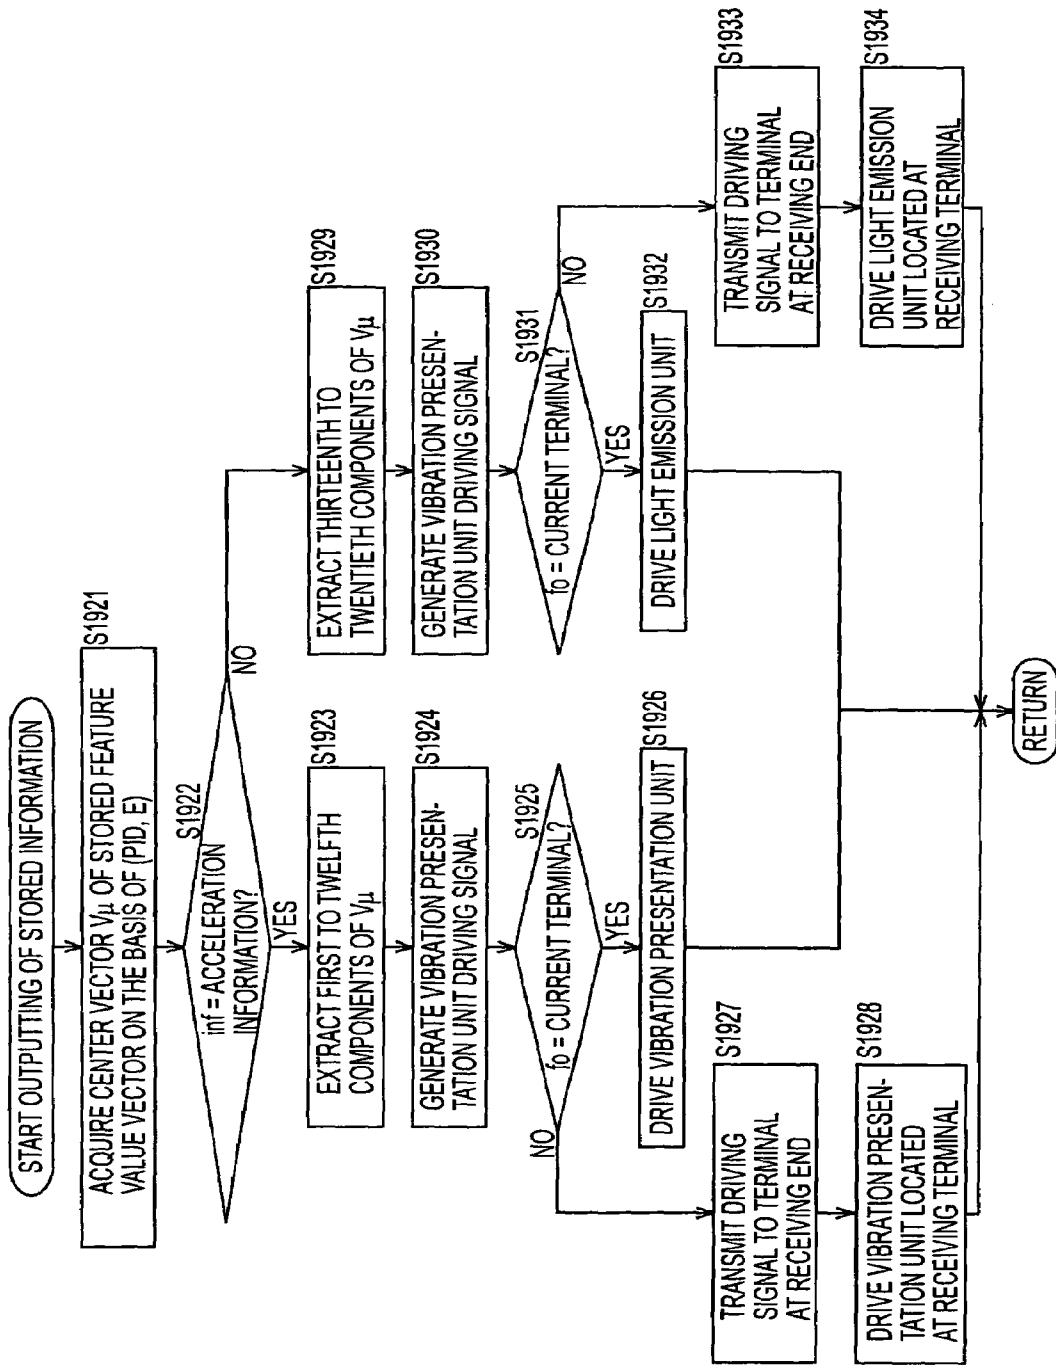 START OUTPUTTING OF STORED INFORMATION
S1921
ACQUIRE CENTER VECTOR Vμ OF STORED FEATURE
VALUE VECTOR ON THE BASIS OF (PID, E)
S1922
inf = ACCELERATION
INFORMATION?
NO
YES
S1923
EXTRACT FIRST TO TWELFTH
COMPONENTS OF Vμ
S1924
GENERATE VIBRATION PRESEN-
TATION UNIT DRIVING SIGNAL
S1925
fo = CURRENT TERMINAL?
NO
YES
S1926
DRIVE VIBRATION PRESENTATION UNIT
S1927
TRANSMIT DRIVING
SIGNAL TO TERMINAL
AT RECEIVING END
S1928
DRIVE VIBRATION PRESEN-
TATION UNIT LOCATED
AT RECEIVING TERMINAL
S1929
EXTRACT THIRTEENTH TO
TWENTIETH COMPONENTS OF Vμ
S1930
GENERATE VIBRATION PRESEN-
TATION UNIT DRIVING SIGNAL
S1931
fo = CURRENT TERMINAL?
NO
YES
S1932
DRIVE LIGHT EMISSION UNIT
S1933
TRANSMIT DRIVING
SIGNAL TO TERMINAL
AT RECEIVING END
S1934
DRIVE LIGHT EMISSION
UNIT LOCATED AT
RECEIVING TERMINAL
RETURN